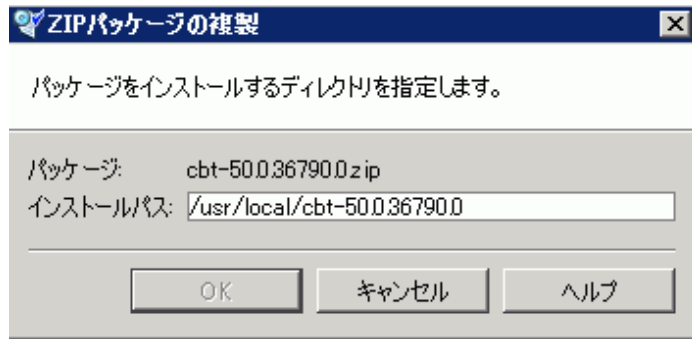 ZIPパッケージの複製
パッケージをインストールするディレクトリを指定します。
パッケージ: cbt-50.0.36790.0.zip
インストールパス: /usr/local/cbt-50.0.36790.0
OK キャンセル ヘルプ